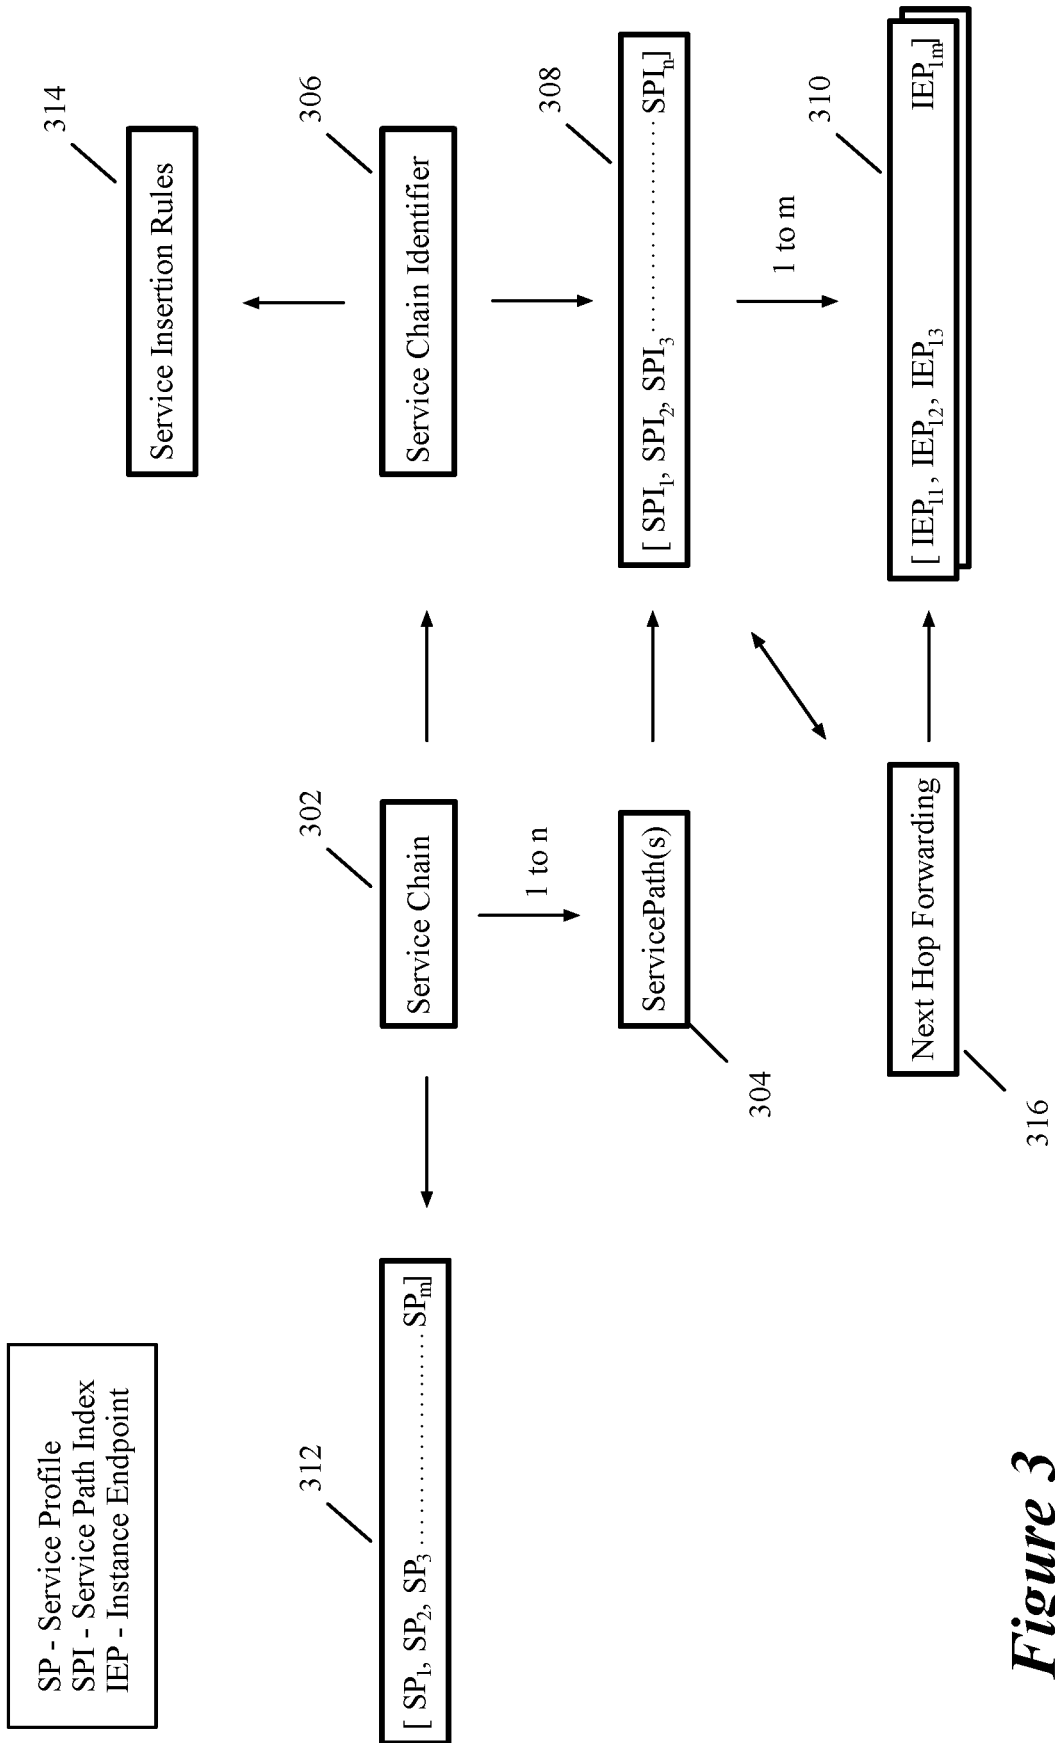 SP - Service Profile
SPI - Service Path Index
IEP - Instance Endpoint
314
Service Insertion Rules
312
302
306
[ SP₁, SP₂, SP₃..................SPₘ]
Service Chain
Service Chain Identifier
1 to n
308
ServicePath(s)
[ SPI₁, SPI₂, SPI₃..................SPIₙ]
304
1 to m
310
Next Hop Forwarding
[ IEP₁₁, IEP₁₂, IEP₁₃ IEP₁ₘ]
316
Figure 3